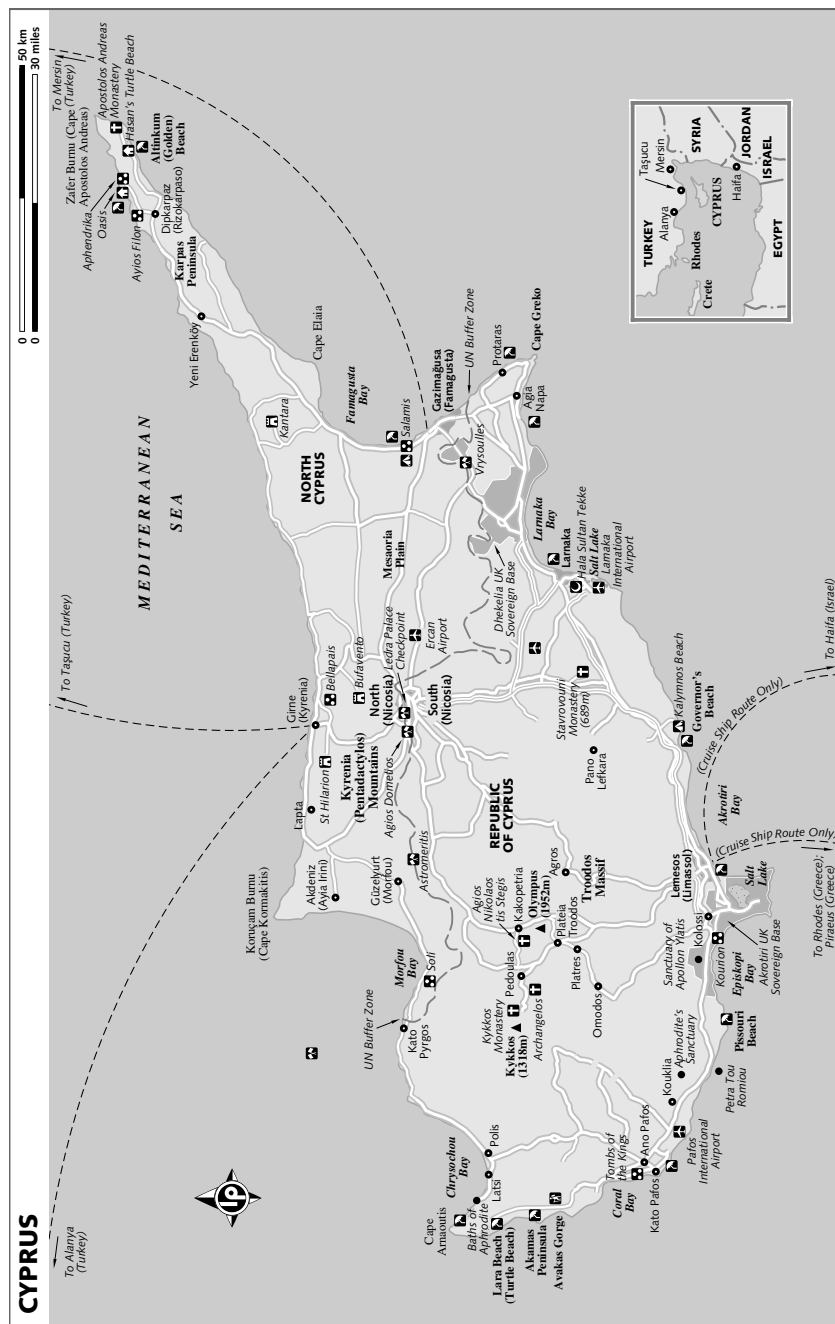 CYPRUS
0 50 km
0 30 miles
To Alanya
(Turkey)
To Taşucu (Turkey)
To Mersin
(Turkey)
MEDITERRANEAN
SEA
Zafer Burnu (Cape
Apostolos Andreas)
Apostolos Andreas
Monastery
Hasan's Turtle Beach
Altinkum
(Golden)
Beach
Aphendrika
Oasis
Ayios Filon
Dipkarpaz
(Rizokarpaso)
Karpas
Peninsula
Yeni Erenköy
Cape Elaia
Kantara
Famagusta
Bay
NORTH
CYPRUS
Salamis
Gazimağusa
(Famagusta)
UN Buffer Zone
Vrysoulles
Protaras
Cape Greko
Agia
Napa
Mesaoria
Plain
Koruçam Burnu
(Cape Kormakitis)
Lapta
Girne
(Kyrenia)
St Hilarion
Bellapais
Bufavento
Kyrenia
(Pentadactylos)
Mountains
Agios Dometios
North
(Nicosia)
Ledra Palace
Checkpoint
South
(Nicosia)
Ercan
Airport
Akdeniz
(Ayia Irini)
Güzelyurt
(Morfou)
Astromeritis
Morfou
Bay
Soli
UN Buffer Zone
Kato
Pyrgos
REPUBLIC
OF CYPRUS
Dhekelia UK
Sovereign Base
Larnaka
Bay
Larnaka
Hala Sultan Tekke
Salt Lake
Larnaka
International
Airport
Stavrovouni
Monastery
(689m)
Pano
Lefkara
Kalymnos Beach
Governor's
Beach
Agros
Troodos
Massif
Agios
Nikolaos
tis Stegis
Kakopetria
Olympus
(1952m)
Plateia
Troodos
Platres
Omodos
Pedoulas
Kykkos
Monastery
Kykkos
(1318m)
Archangelos
Chrysochou
Bay
Polis
Latsi
Cape
Arnaoutis
Baths of
Aphrodite
Lara Beach
(Turtle Beach)
Akamas
Peninsula
Avakas Gorge
Coral
Bay
Tombs of
the Kings
Ano Pafos
Kato Pafos
Pafos
International
Airport
Kouklia
Aphrodite's
Sanctuary
Petra Tou
Romiou
Pissouri
Beach
Sanctuary of
Apollon Ylatis
Kolossi
Kourion
Episkopi
Bay
Akrotiri UK
Sovereign Base
Lemesos
(Limassol)
Salt
Lake
Akrotiri
Bay
(Cruise Ship Route Only)
To Haifa (Israel)
(Cruise Ship Route Only)
To Rhodes (Greece);
Piraeus (Greece)
TURKEY
Alanya
Taşucu
Mersin
SYRIA
Rhodes
Crete
CYPRUS
Haifa
JORDAN
ISRAEL
EGYPT
lp